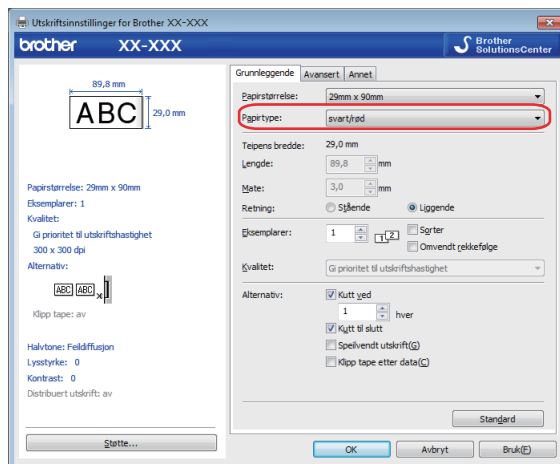 Utskriftsinnstillinger for Brother XX-XXX
brother XX-XXX
Brother
SolutionsCenter
89,8 mm
ABC
29,0 mm
Papirstørrelse: 29mm x 90mm
Eksemplarer: 1
Kvalitet:
Gi prioritet til utskriftshastighet
300 x 300 dpi
Alternativ:
ABC ABC x
Klipp tape: av
Halvtone: Feildiffusjon
Lysstyrke: 0
Kontrast: 0
Distribuert utskrift: av
Støtte...
Grunnleggende Avansert Annet
Papirstørrelse: 29mm x 90mm
Papirtype: svart/rød
Teipens bredde: 29,0 mm
Lengde: 89,8 mm
Mate: 3,0 mm
Retning: Stående Liggende
Eksemplarer: 1 1 2 Sorter
Omvendt rekkefølge
Kvalitet: Gi prioritet til utskriftshastighet
Alternativ: Kutt ved
1 hver
Kutt til slutt
Speilvendt utskrift(G)
Klipp tape etter data(C)
Standard
OK Avbryt Bruk(E)